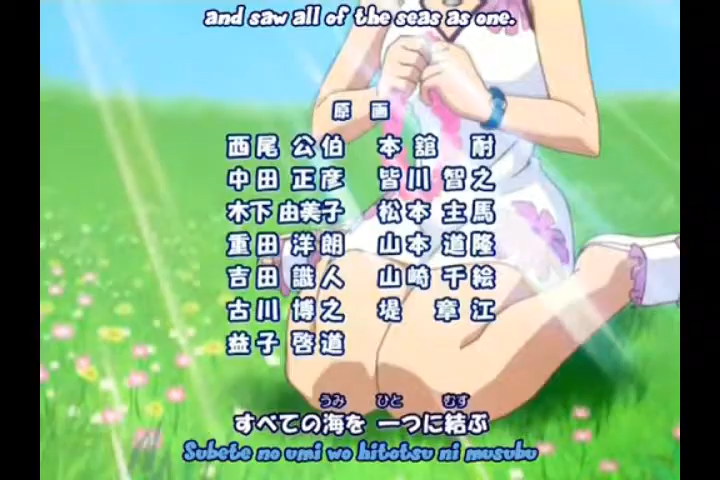 and saw all of the seas as one.
原 画
西尾 公伯 本舘 酎
中田 正彦 皆川 智之
木下 由美子 松本 圭馬
重田 洋朗 山本 道隆
吉田 識人 山崎 千絵
古川 博之 堤 章江
益子 啓道
うみ ひと むす
すべての海を 一つに結ぶ
Subete no umi wo hitotsu ni musubu